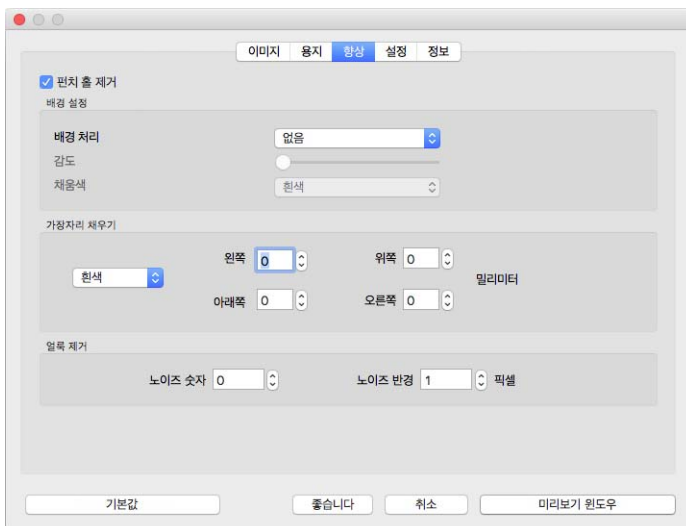 이미지 용지 향상 설정 정보
펀치 홀 제거
배경 설정
배경 처리 없음
감도
채움색 흰색
가장자리 채우기
왼쪽 0 위쪽 0
흰색 밀리미터
아래쪽 0 오른쪽 0
얼룩 제거
노이즈 숫자 0 노이즈 반경 1 픽셀
기본값 좋습니다 취소 미리보기 윈도우